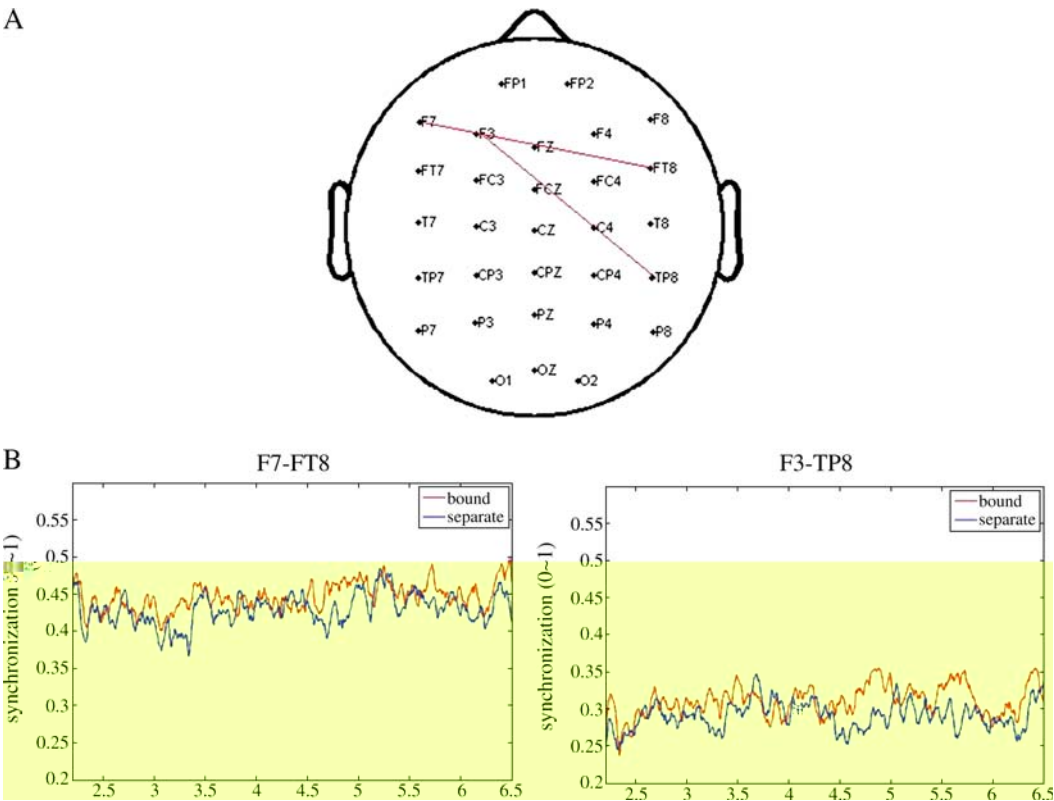 A
FP1 FP2
F7 F3 FZ F4 F8
FT7 FC3 FCZ FC4 FT8
T7 C3 CZ C4 T8
TP7 CP3 CPZ CP4 TP8
P7 P3 PZ P4 P8
O1 OZ O2
B
F7-FT8
bound
separate
0.55
0.5
0.45
0.4
0.35
0.3
0.25
0.2
synchronization ~1)
2.5 3 3.5 4 4.5 5 5.5 6 6.5
F3-TP8
bound
separate
0.55
0.5
0.45
0.4
0.35
0.3
0.25
0.2
synchronization (0~1)
2.5 3 3.5 4 4.5 5 5.5 6 6.5